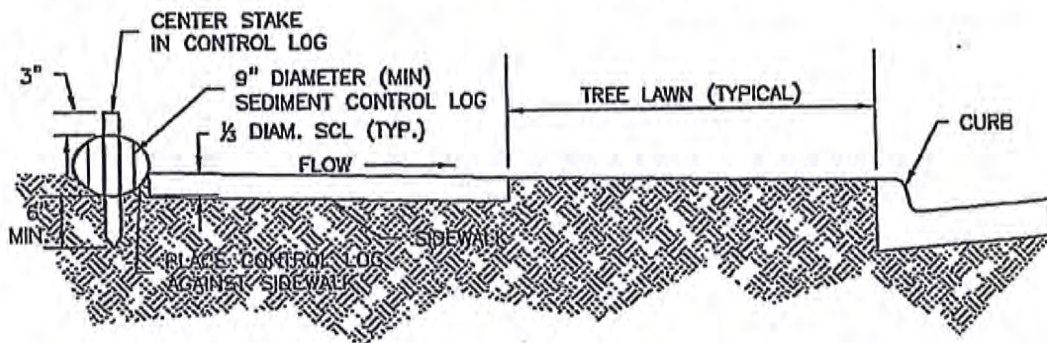 CENTER STAKE
IN CONTROL LOG
3"
9" DIAMETER (MIN)
SEDIMENT CONTROL LOG
⅓ DIAM. SCL (TYP.)
FLOW
TREE LAWN (TYPICAL)
CURB
6"
MIN
SIDEWALK
PLACE CONTROL LOG
AGAINST SIDEWALK